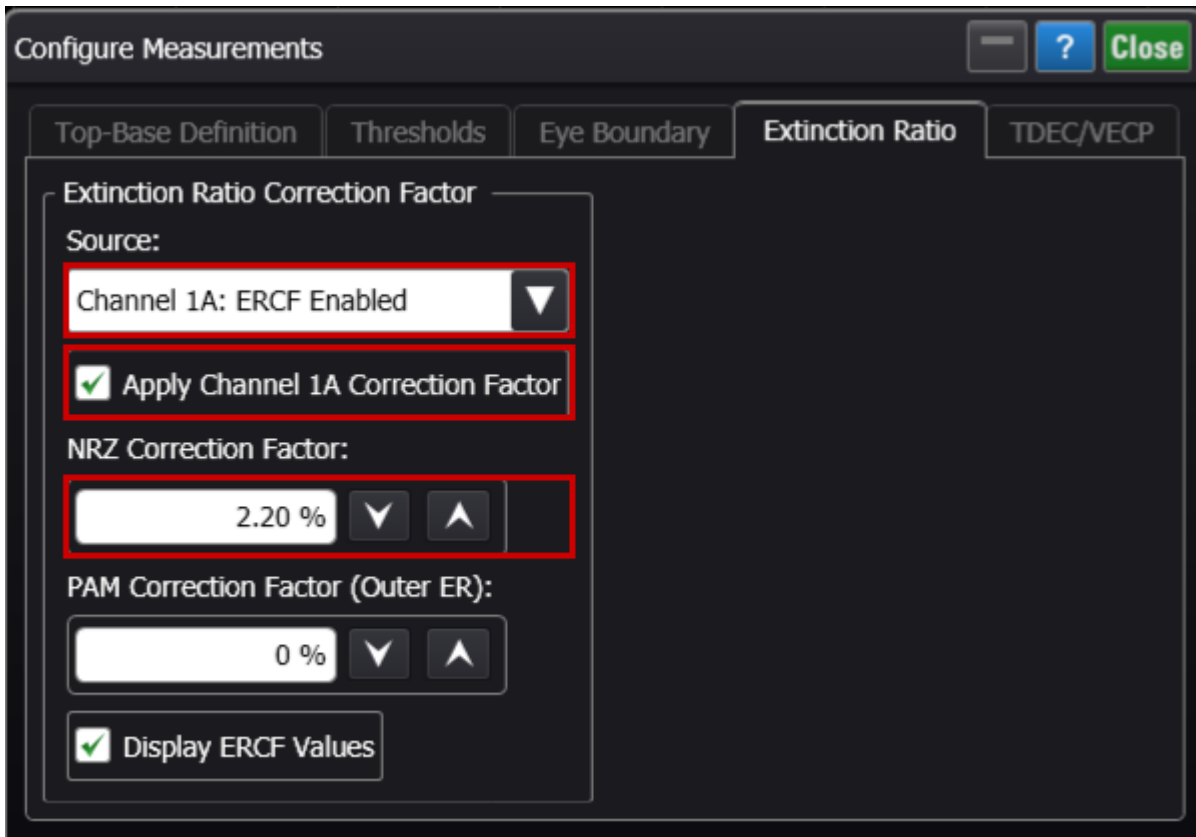 Configure Measurements ? Close
Top-Base Definition Thresholds Eye Boundary Extinction Ratio TDEC/VECP
Extinction Ratio Correction Factor
Source:
Channel 1A: ERCF Enabled
Apply Channel 1A Correction Factor
NRZ Correction Factor:
2.20 %
PAM Correction Factor (Outer ER):
0 %
Display ERCF Values